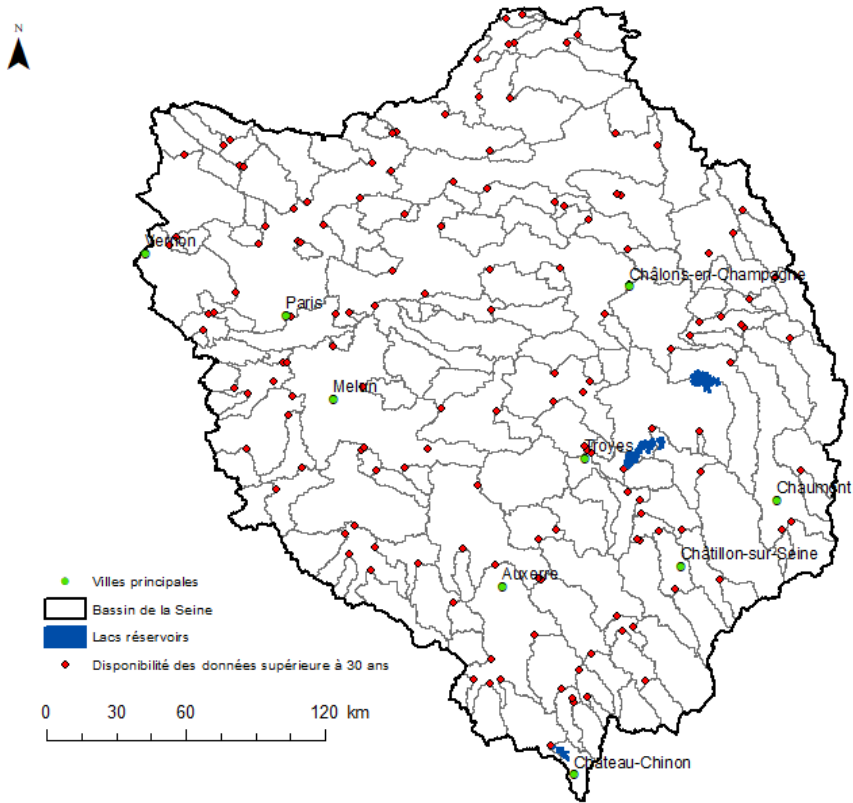 N
Vernon
Châlons-en-Champagne
Paris
Melun
Troyes
Chaumont
Châtillon-sur-Seine
Auxerre
Château-Chinon
Villes principales
Bassin de la Seine
Lacs réservoirs
Disponibilité des données supérieure à 30 ans
0 30 60 120 km